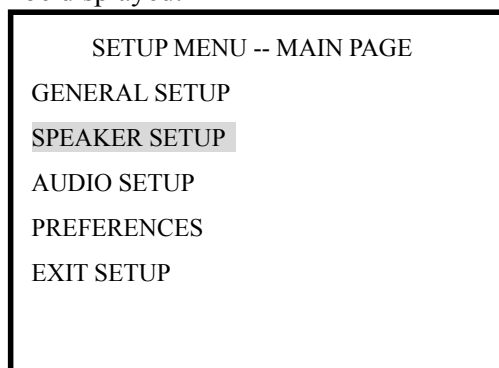 SETUP MENU -- MAIN PAGE
GENERAL SETUP
SPEAKER SETUP
AUDIO SETUP
PREFERENCES
EXIT SETUP